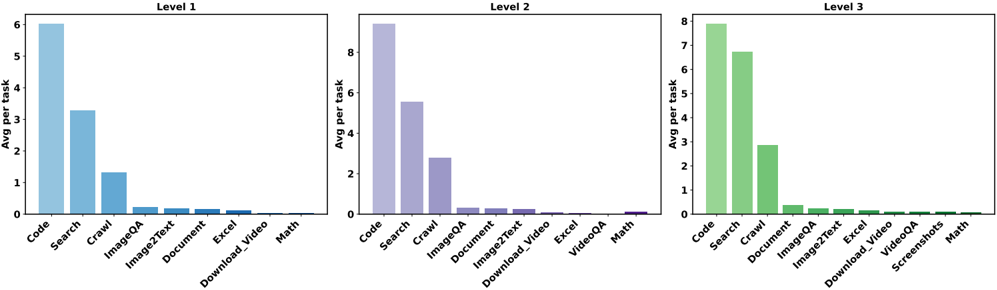 Level 1
Avg per task
6
5
4
3
2
1
0
Code
Search
Crawl
ImageQA
Image2Text
Document
Excel
Download_Video
Math
Level 2
Avg per task
8
6
4
2
0
Code
Search
Crawl
ImageQA
Document
Image2Text
Download_Video
Excel
VideoQA
Math
Level 3
Avg per task
8
7
6
5
4
3
2
1
0
Code
Search
Crawl
Document
ImageQA
Image2Text
Excel
Download_Video
VideoQA
Screenshots
Math